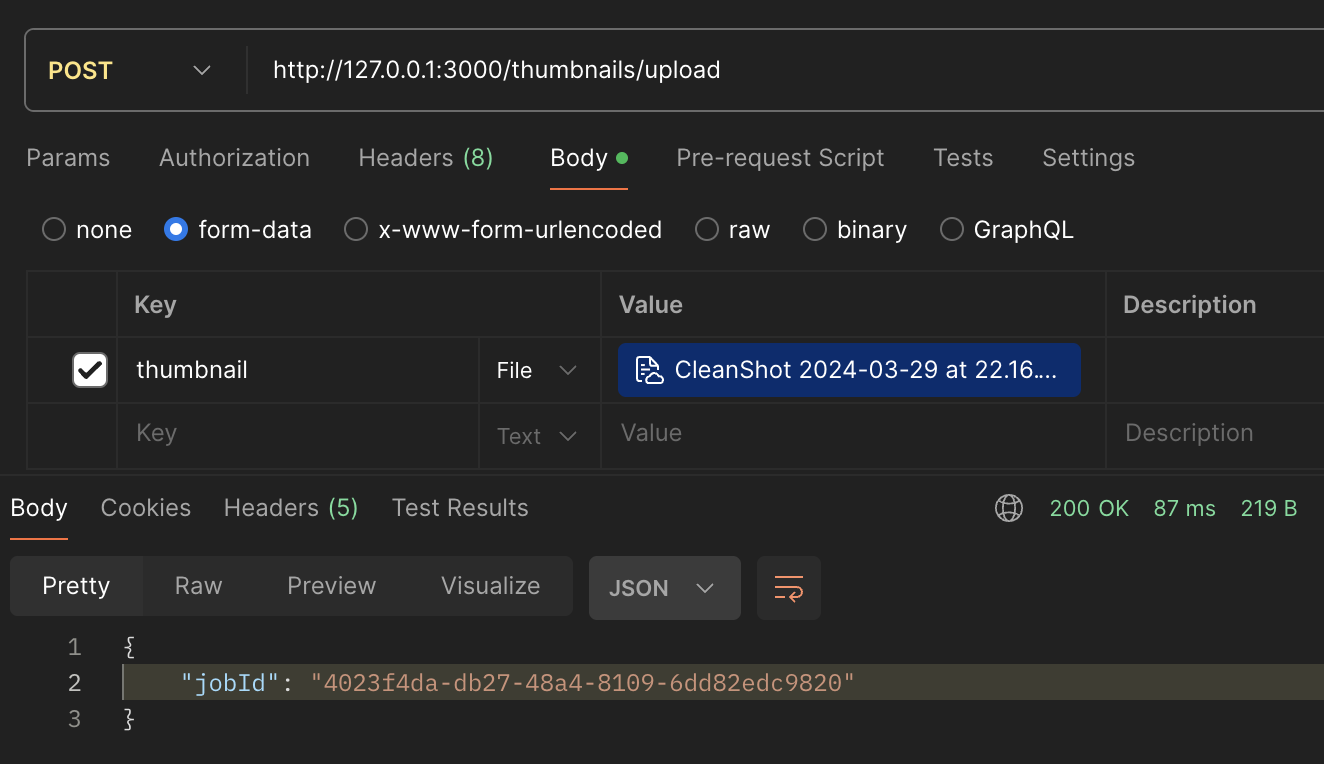 POST http://127.0.0.1:3000/thumbnails/upload
Params Authorization Headers (8) Body Pre-request Script Tests Settings
none form-data x-www-form-urlencoded raw binary GraphQL
Key Value Description
thumbnail File CleanShot 2024-03-29 at 22.16....
Key Text Value Description
Body Cookies Headers (5) Test Results 200 OK 87 ms 219 B
Pretty Raw Preview Visualize JSON
1 {
2 "jobId": "4023f4da-db27-48a4-8109-6dd82edc9820"
3 }